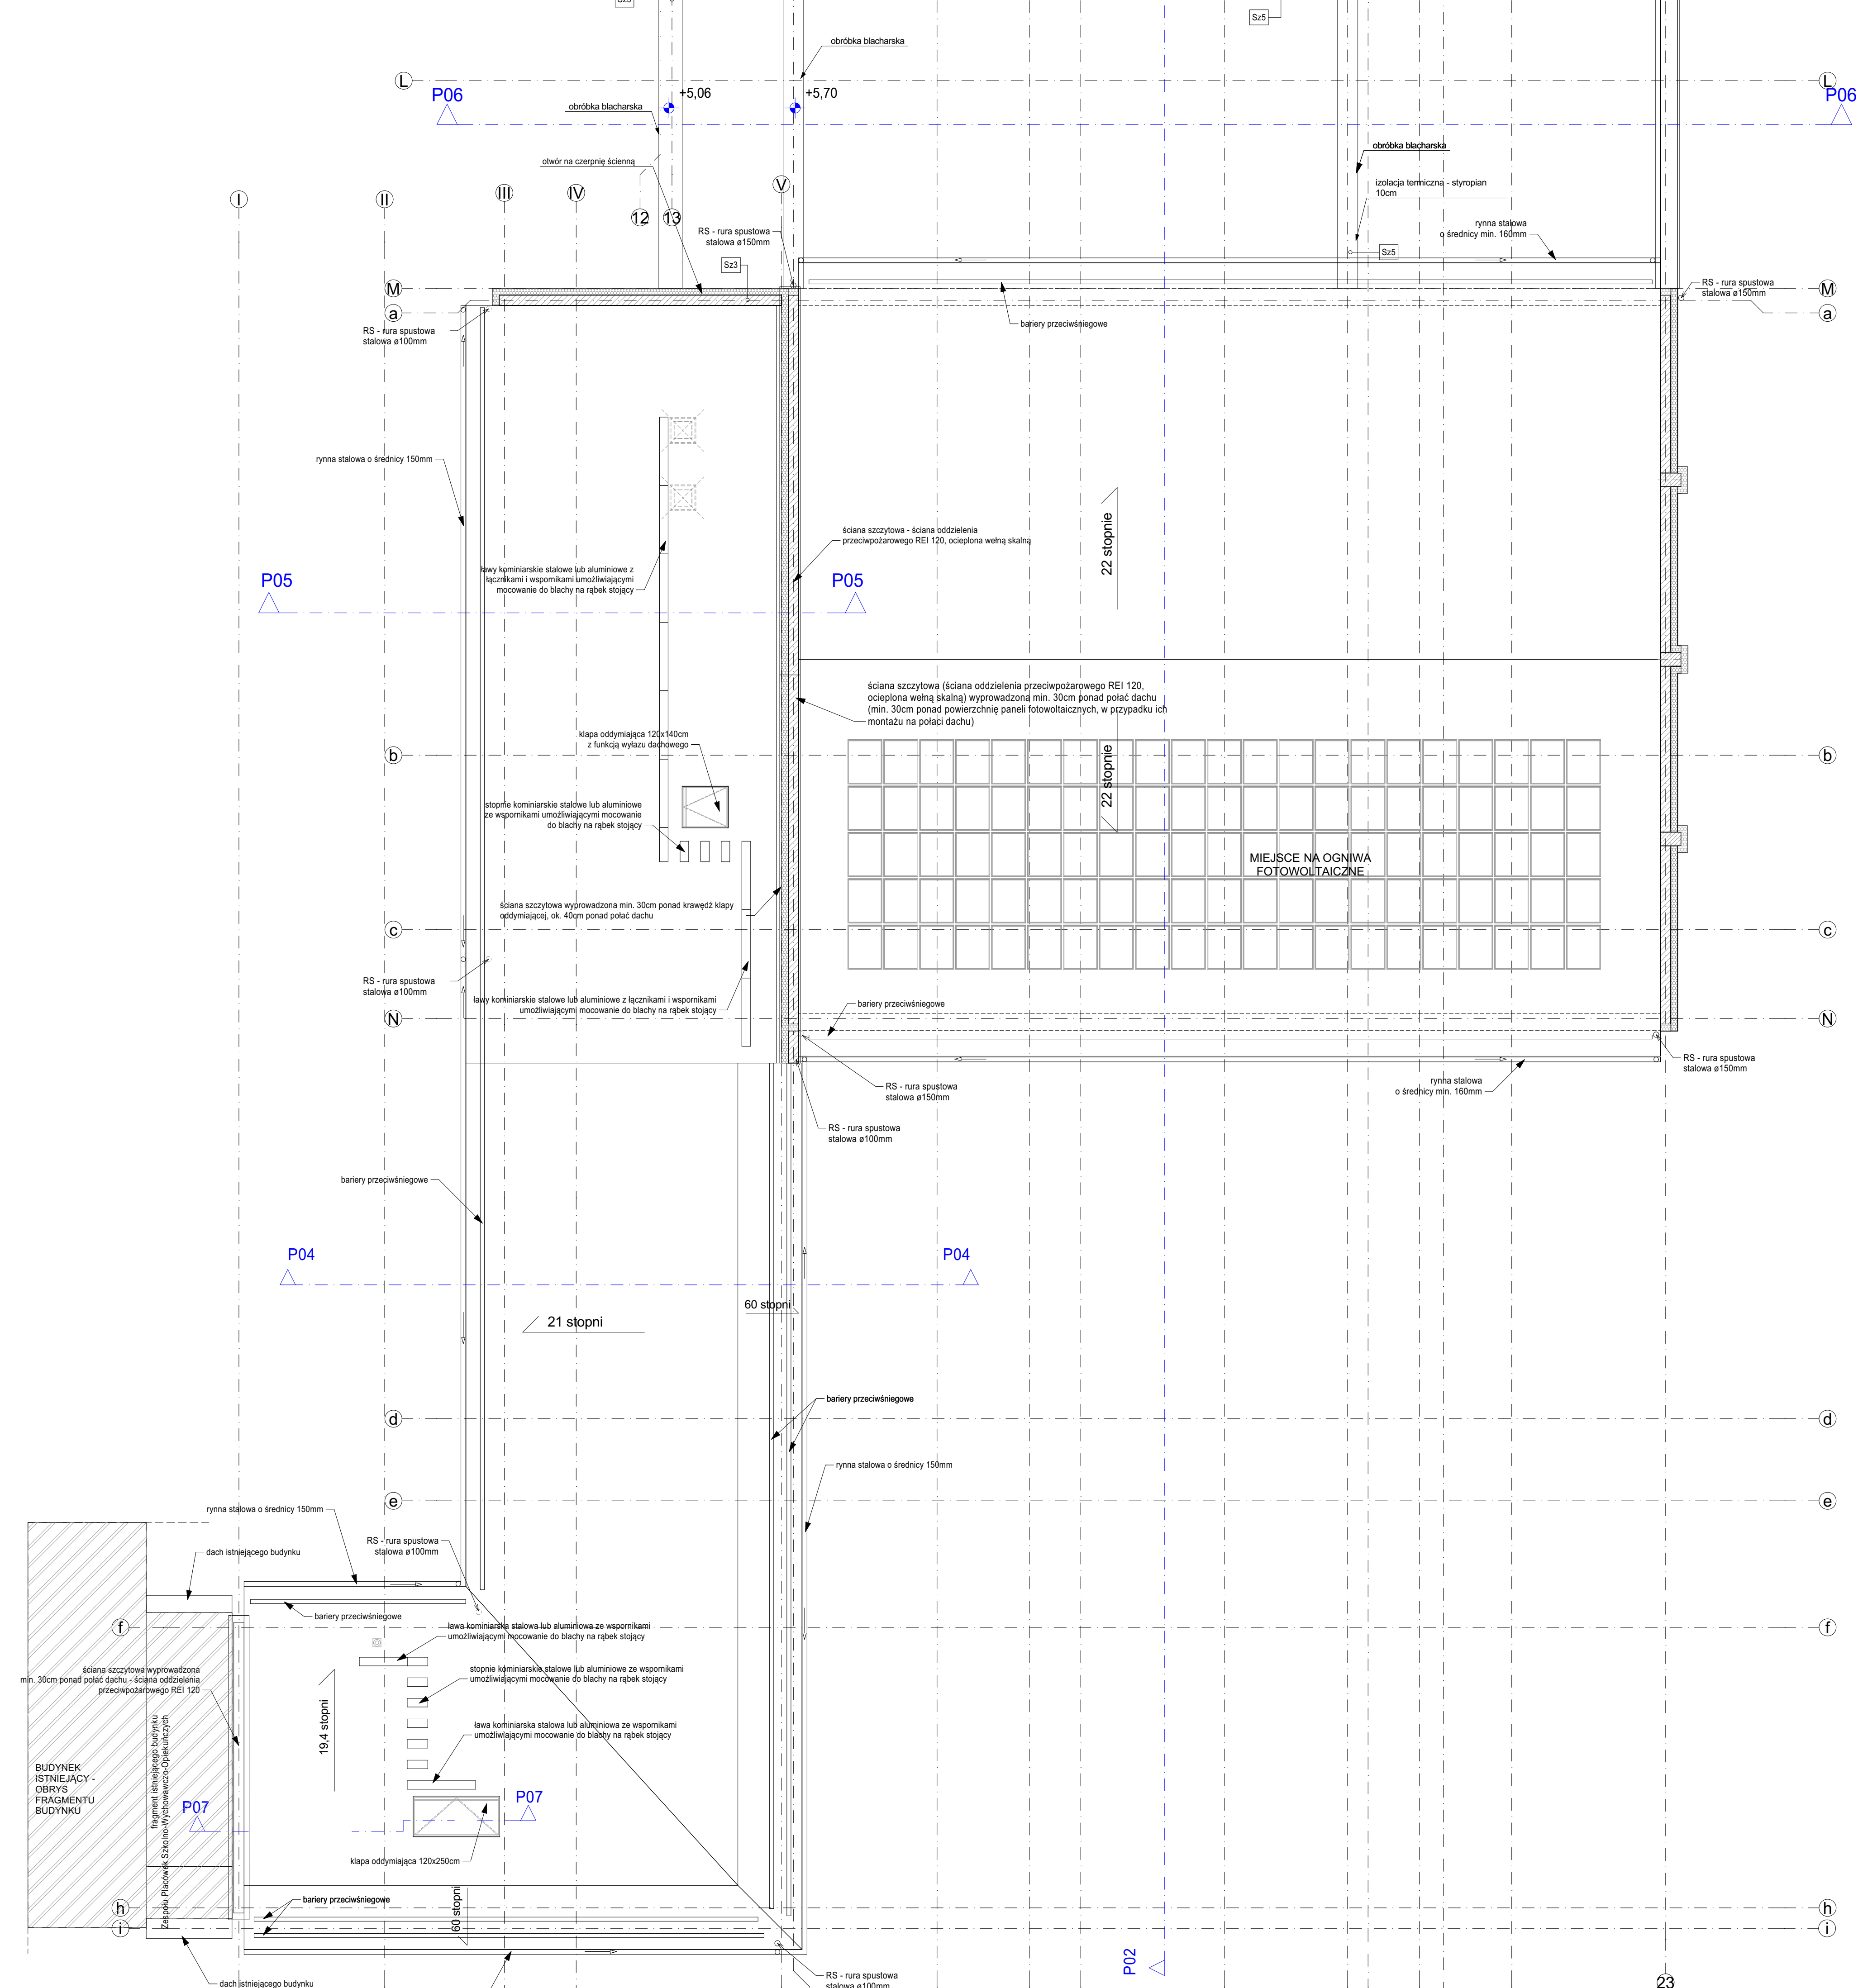 Sz5
obróbka blacharska
L
L
P06
P06
+5,06
+5,70
obróbka blacharska
obróbka blacharska
otwór na czerpnię ścienną
izolacja termiczna - styropian
10cm
I
II
III
IV
V
12
13
RS - rura spustowa
stalowa ø150mm
rynna stalowa
o średnicy min. 160mm
Sz3
Sz5
M
M
RS - rura spustowa
stalowa ø150mm
a
a
RS - rura spustowa
stalowa ø100mm
bariery przeciwśniegowe
rynna stalowa o średnicy 150mm
22 stopnie
ściana szczytowa - ściana oddzielenia
przeciwpożarowego REI 120, ocieplona wełną skalną
ławy kominiarskie stalowe lub aluminiowe z
łącznikami i wspornikami umożliwiającymi
mocowanie do blachy na rąbek stojący
P05
P05
ściana szczytowa (ściana oddzielenia przeciwpożarowego REI 120,
ocieplona wełną skalną) wyprowadzona min. 30cm ponad połać dachu
(min. 30cm ponad powierzchnię paneli fotowoltaicznych, w przypadku ich
montażu na połaci dachu)
klapa oddymiająca 120x140cm
z funkcją wyłazu dachowego
b
b
22 stopnie
stopnie kominiarskie stalowe lub aluminiowe
ze wspornikami umożliwiającymi mocowanie
do blachy na rąbek stojący
MIEJSCE NA OGNIWA
FOTOWOLTAICZNE
ściana szczytowa wyprowadzona min. 30cm ponad krawędź klapy
oddymiającej, ok. 40cm ponad połać dachu
c
c
RS - rura spustowa
stalowa ø100mm
ławy kominiarskie stalowe lub aluminiowe z łącznikami i wspornikami
umożliwiającymi mocowanie do blachy na rąbek stojący
bariery przeciwśniegowe
N
N
RS - rura spustowa
stalowa ø150mm
rynna stalowa
o średnicy min. 160mm
RS - rura spustowa
stalowa ø150mm
RS - rura spustowa
stalowa ø100mm
bariery przeciwśniegowe
P04
P04
60 stopni
21 stopni
bariery przeciwśniegowe
d
d
rynna stalowa o średnicy 150mm
e
e
rynna stalowa o średnicy 150mm
RS - rura spustowa
stalowa ø100mm
dach istniejącego budynku
bariery przeciwśniegowe
f
f
ława kominiarska stalowa lub aluminiowa ze wspornikami
umożliwiającymi mocowanie do blachy na rąbek stojący
ściana szczytowa wyprowadzona
min. 30cm ponad połać dachu - ściana oddzielenia
przeciwpożarowego REI 120
stopnie kominiarskie stalowe lub aluminiowe ze wspornikami
umożliwiającymi mocowanie do blachy na rąbek stojący
19,4 stopni
ława kominiarska stalowa lub aluminiowa ze wspornikami
umożliwiającymi mocowanie do blachy na rąbek stojący
fragment istniejącego budynku
Zespołu Placówek Szkolno-Wychowawczo-Opiekuńczych
BUDYNEK
ISTNIEJĄCY -
OBRYS
FRAGMENTU
BUDYNKU
P07
P07
klapa oddymiająca 120x250cm
bariery przeciwśniegowe
60 stopni
h
h
i
i
P02
dach istniejącego budynku
RS - rura spustowa
stalowa ø100mm
23